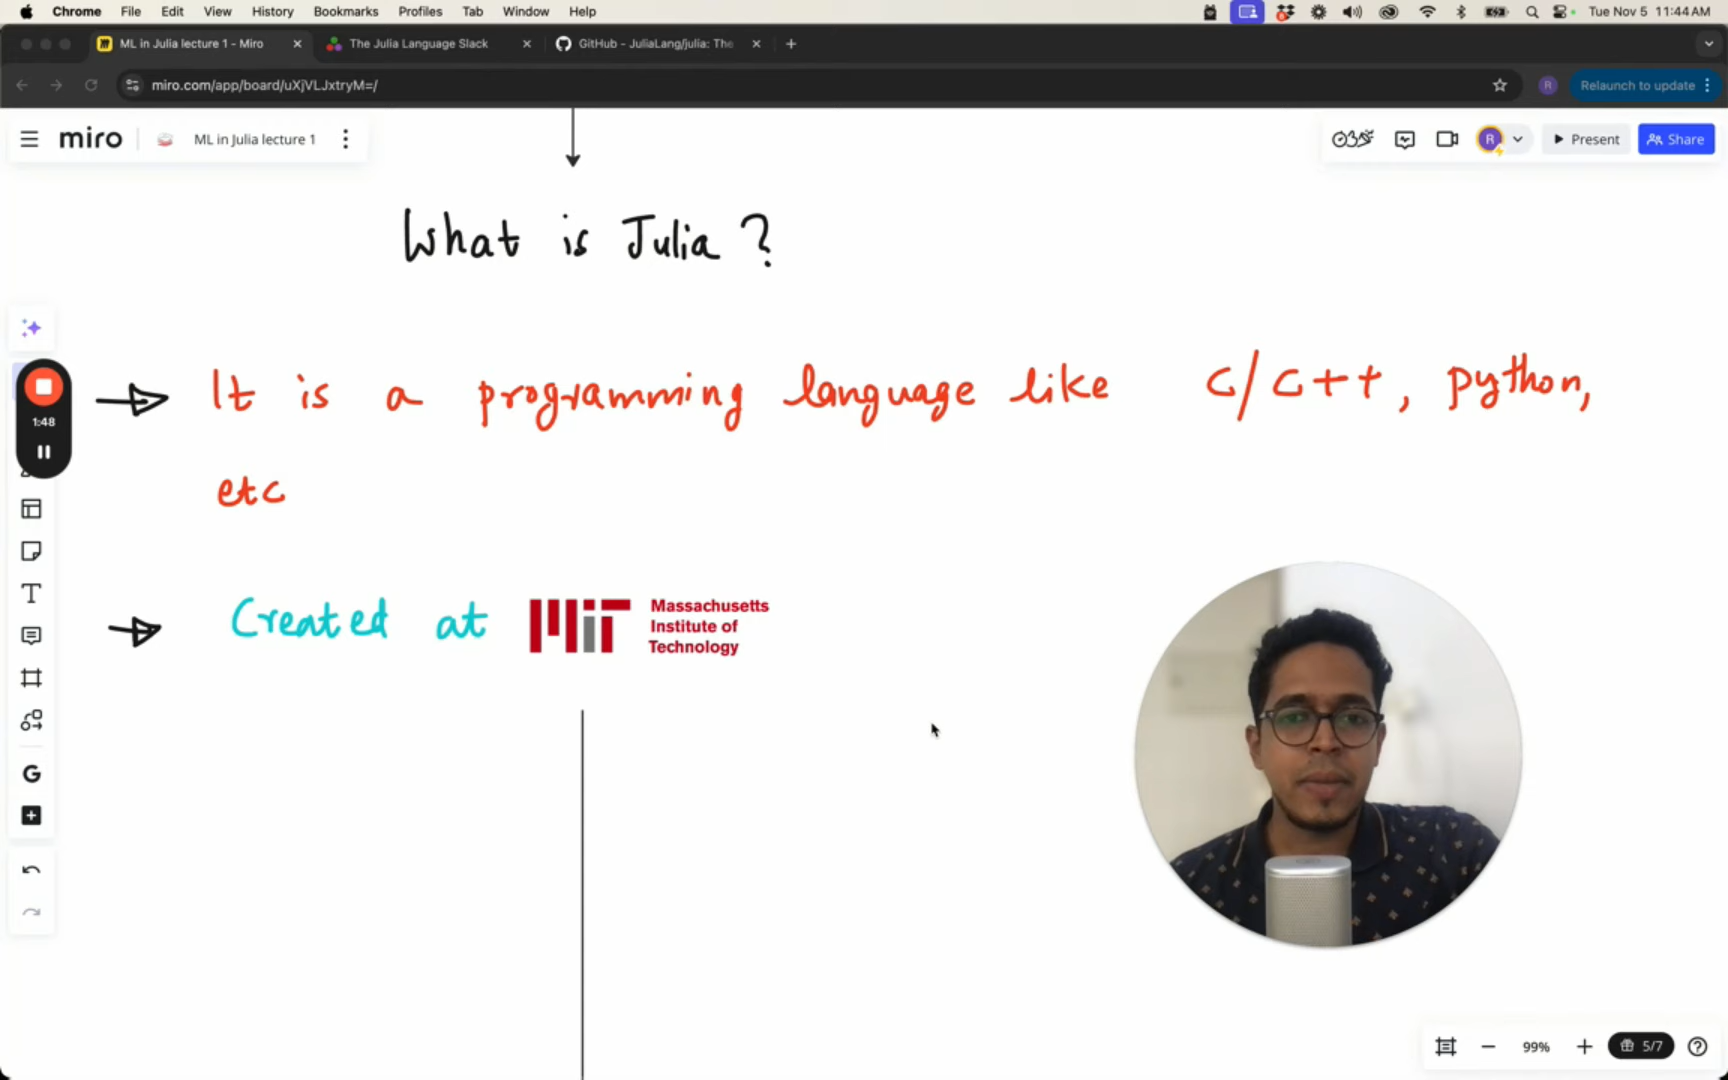 Chrome File Edit View History Bookmarks Profiles Tab Window Help Tue Nov 5 11:44 AM
ML in Julia lecture 1 - Miro The Julia Language Slack GitHub - JuliaLang/julia: The
miro.com/app/board/uXjVLJxtryM=/ R Relaunch to update
miro ML in Julia lecture 1 R Present Share
What is Julia ?
It is a programming language like C/C++, python,
1:48
etc
Created at MIT Massachusetts
Institute of
Technology
T
G
99% 5/7